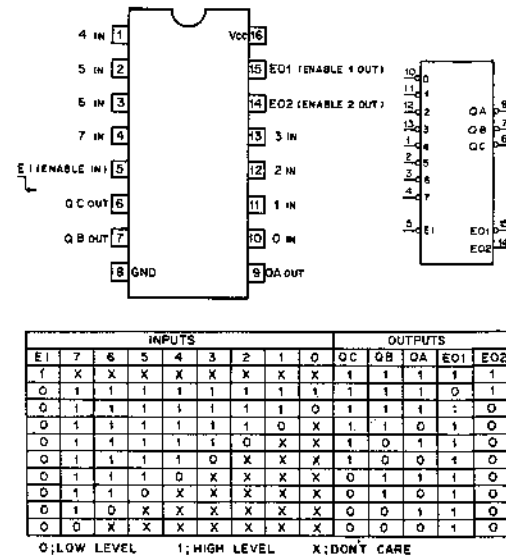 4 IN 1
Vcc 16
5 IN 2
15 EO1 (ENABLE 1 OUT)
6 IN 3
14 EO2 (ENABLE 2 OUT)
7 IN 4
13 3 IN
EI (ENABLE IN) 5
12 2 IN
QC OUT 6
11 1 IN
QB OUT 7
10 0 IN
8 GND
9 QA OUT
10 0
11 1
12 2 QA 9
13 3 QB 7
1 4 QC 6
2 5
3 6
4 7
5 EI EO1 15
EO2 14
INPUTS OUTPUTS
EI 7 6 5 4 3 2 1 0 QC QB QA EO1 EO2
1 X X X X X X X X 1 1 1 1 1
0 1 1 1 1 1 1 1 1 1 1 1 0 1
0 1 1 1 1 1 1 1 0 1 1 1 1 0
0 1 1 1 1 1 1 0 X 1 1 0 1 0
0 1 1 1 1 1 0 X X 1 0 1 1 0
0 1 1 1 1 0 X X X 1 0 0 1 0
0 1 1 1 0 X X X X 0 1 1 1 0
0 1 1 0 X X X X X 0 1 0 1 0
0 1 0 X X X X X X 0 0 1 1 0
0 0 X X X X X X X 0 0 0 1 0
0;LOW LEVEL 1;HIGH LEVEL X;DON'T CARE